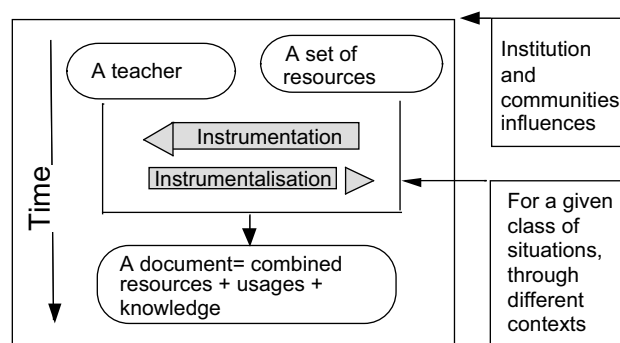 A teacher
A set of
resources
Institution
and
communities
influences
Instrumentation
Instrumentalisation
Time
For a given
class of
situations,
through
different
contexts
A document= combined
resources + usages +
knowledge